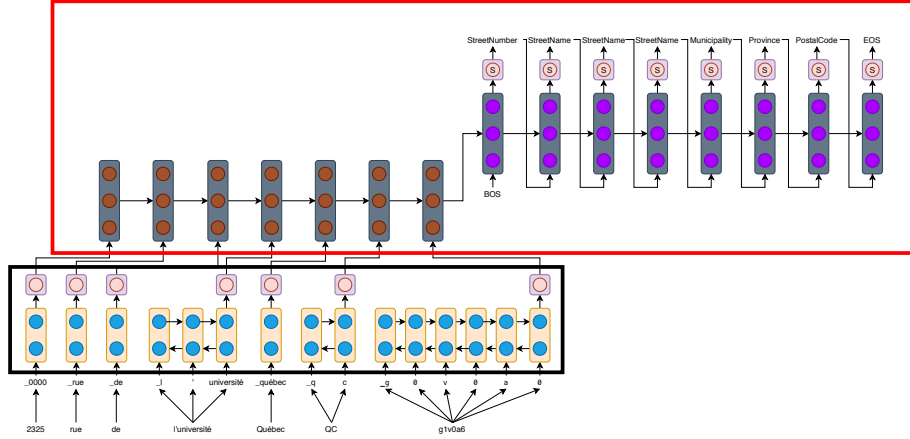 StreetNumber StreetName StreetName StreetName Municipality Province PostalCode EOS
S S S S S S S S
BOS
_0000 _rue _de _l ' université _québec _q c _g 0 v 0 a 0
2325 rue de l'université Québec QC g1v0a6